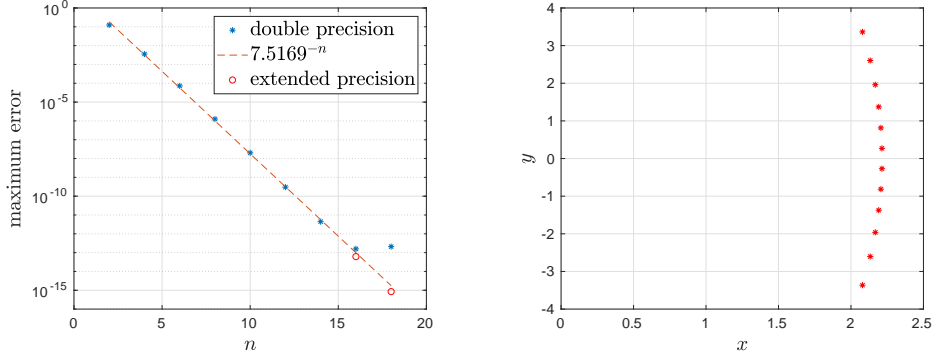 10^0
10^-5
10^-10
10^-15
maximum error
double precision
7.5169^-n
extended precision
0 5 10 15 20
n
4
3
2
1
0
-1
-2
-3
-4
y
0 0.5 1 1.5 2 2.5
x